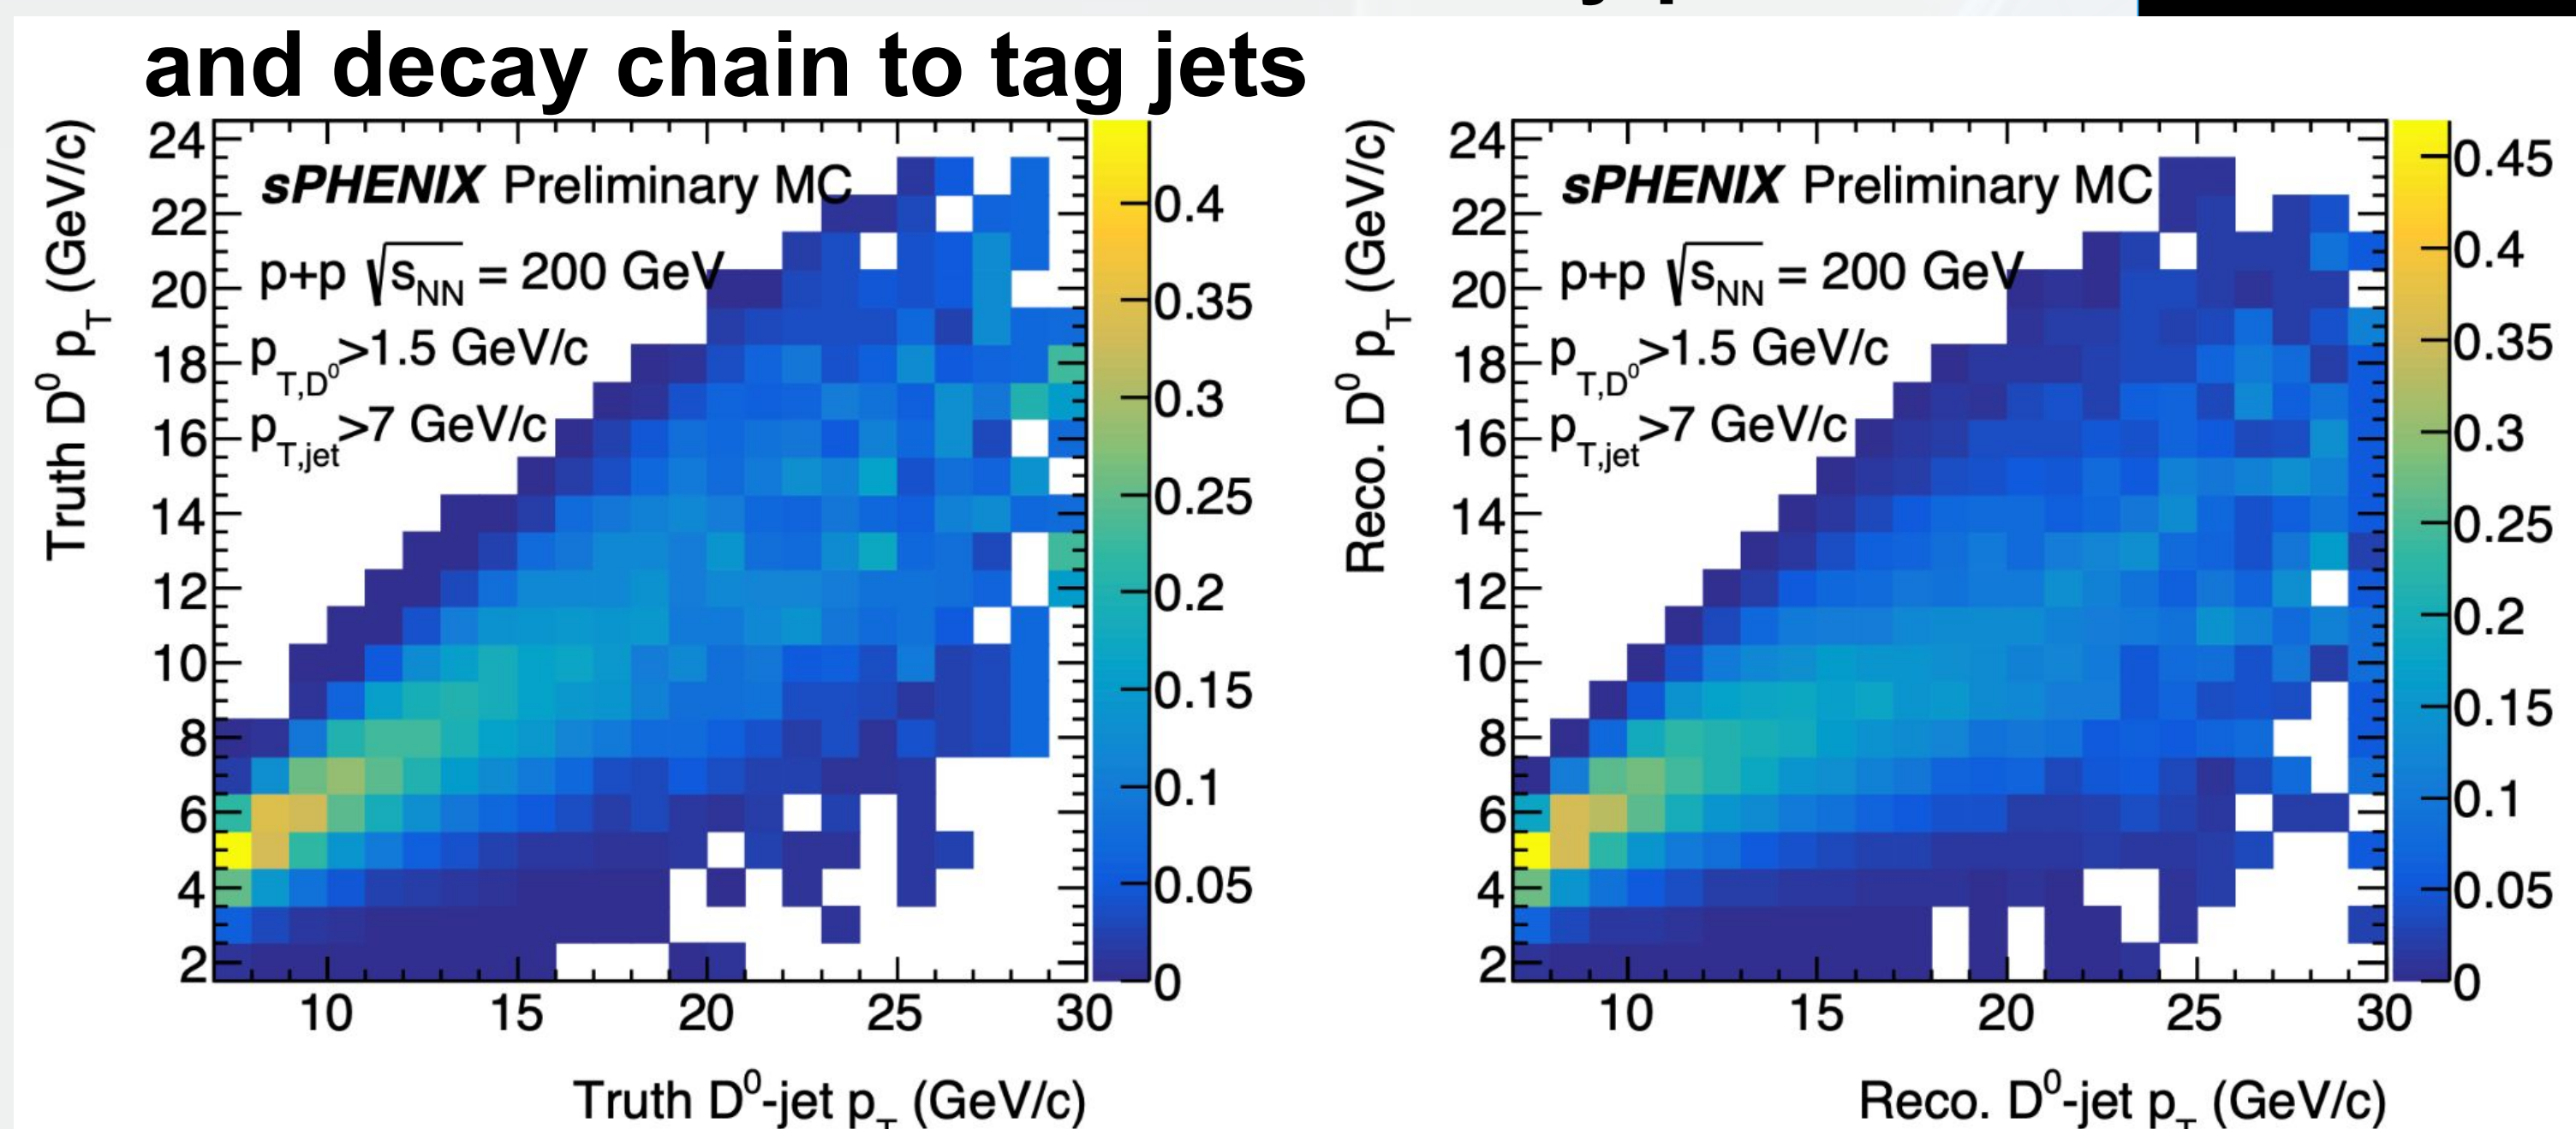 and decay chain to tag jets
Truth D⁰ p_T (GeV/c)
24
22
20
18
16
14
12
10
8
6
4
2
sPHENIX Preliminary MC
p+p √s_NN = 200 GeV
p_T,D⁰>1.5 GeV/c
p_T,jet>7 GeV/c
10 15 20 25 30
Truth D⁰-jet p_T (GeV/c)
0.4
0.35
0.3
0.25
0.2
0.15
0.1
0.05
0
Reco. D⁰ p_T (GeV/c)
24
22
20
18
16
14
12
10
8
6
4
2
sPHENIX Preliminary MC
p+p √s_NN = 200 GeV
p_T,D⁰>1.5 GeV/c
p_T,jet>7 GeV/c
10 15 20 25 30
Reco. D⁰-jet p_T (GeV/c)
0.45
0.4
0.35
0.3
0.25
0.2
0.15
0.1
0.05
0